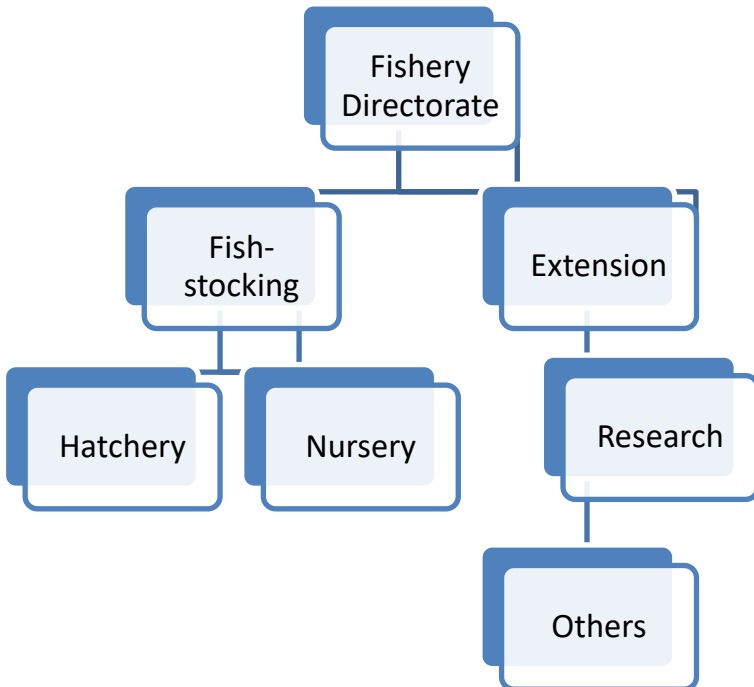 Fishery
Directorate
Fish-
stocking
Extension
Hatchery
Nursery
Research
Others